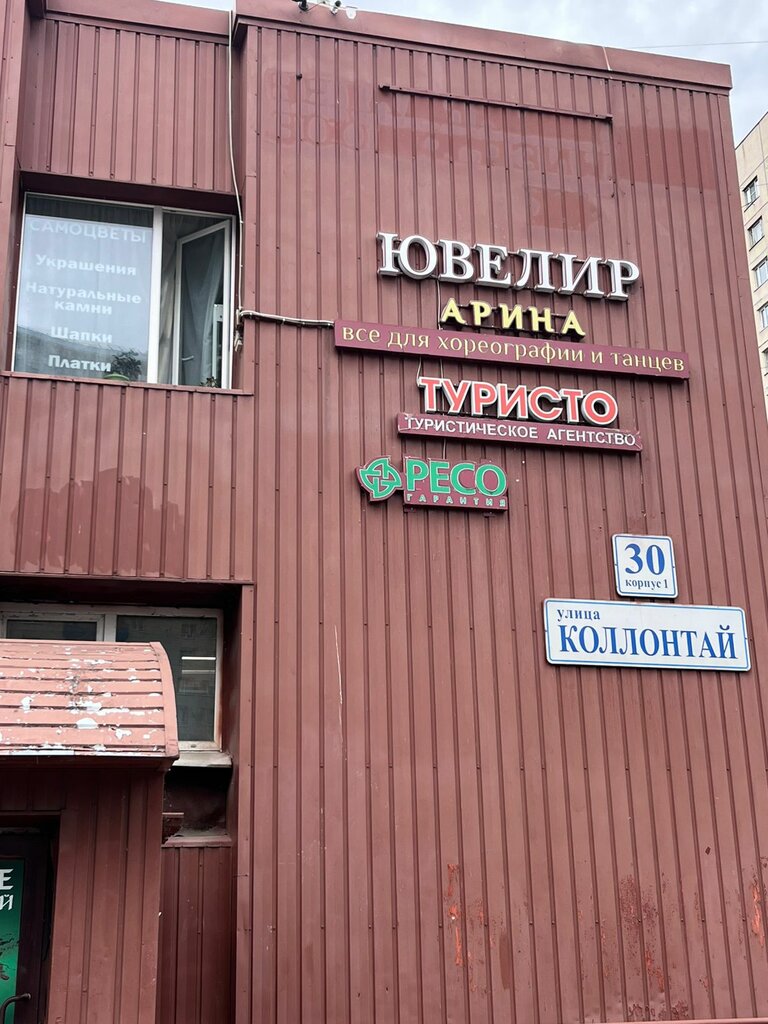 САМОЦВЕТЫ
Украшения
Натуральные
камни
Шапки
Платки
ЮВЕЛИР
АРИНА
все для хореографии и танцев
ТУРИСТО
ТУРИСТИЧЕСКОЕ АГЕНТСТВО
РЕСО
ГАРАНТИЯ
30
корпус 1
улица
КОЛЛОНТАЙ